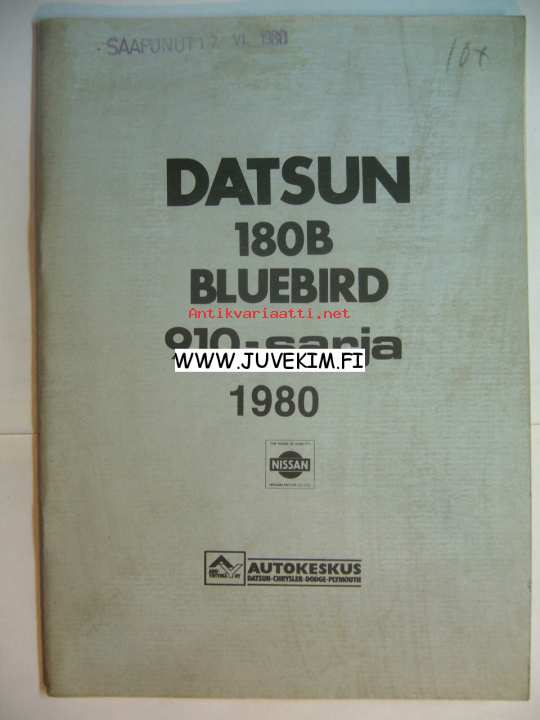 SAAPUNUT 17. VI. 1980
10x
DATSUN
180B
BLUEBIRD
Antikvariaatti.net
910-sarja
WWW.JUVEKIM.FI
1980
NISSAN
AUTOKESKUS
DATSUN-CHRYSLER-DODGE-PLYMOUTH